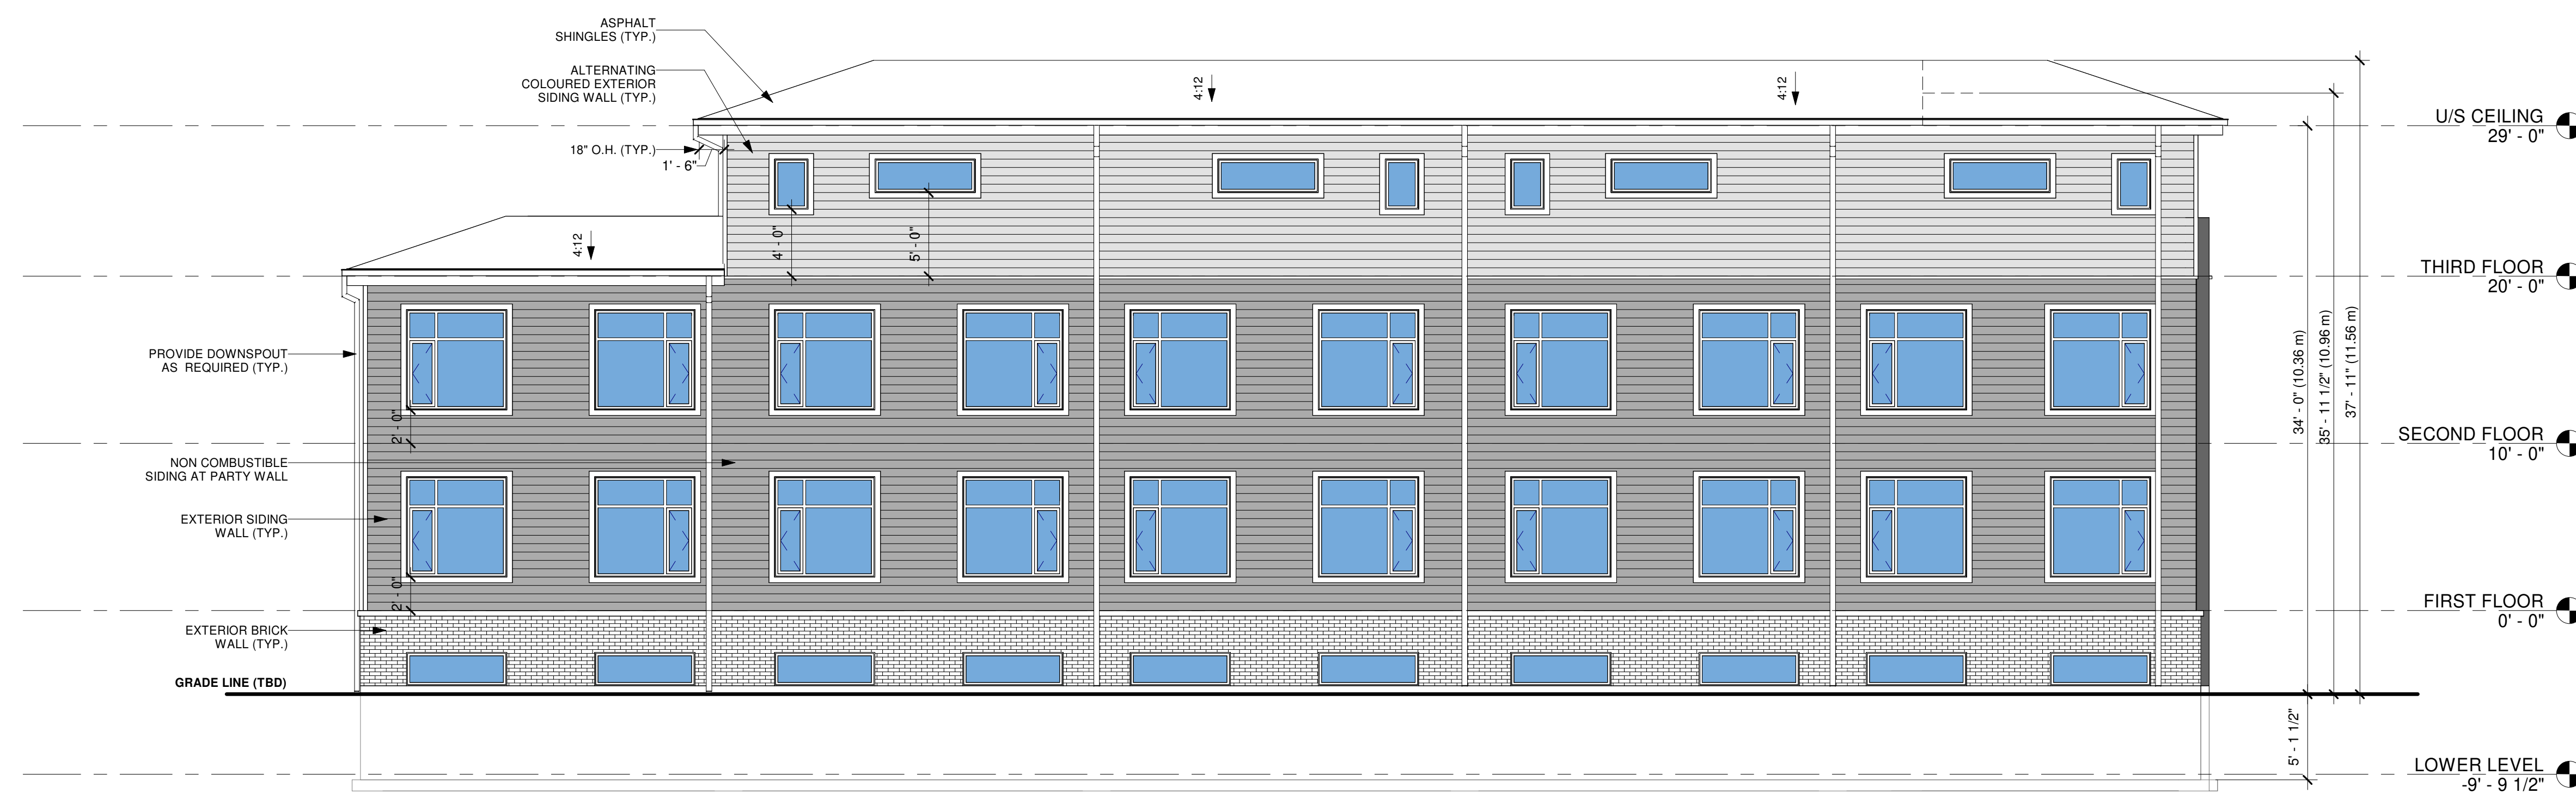 ASPHALT
SHINGLES (TYP.)
ALTERNATING
COLOURED EXTERIOR
SIDING WALL (TYP.)
18" O.H. (TYP.)
1' - 6"
4:12
4:12
4:12
4' - 0"
5' - 0"
PROVIDE DOWNSPOUT
AS REQUIRED (TYP.)
2' - 0"
NON COMBUSTIBLE
SIDING AT PARTY WALL
EXTERIOR SIDING
WALL (TYP.)
2' - 0"
EXTERIOR BRICK
WALL (TYP.)
GRADE LINE (TBD)
34' - 0" (10.36 m)
35' - 11 1/2" (10.96 m)
37' - 11" (11.56 m)
5' - 1 1/2"
U/S CEILING
29' - 0"
THIRD FLOOR
20' - 0"
SECOND FLOOR
10' - 0"
FIRST FLOOR
0' - 0"
LOWER LEVEL
-9' - 9 1/2"